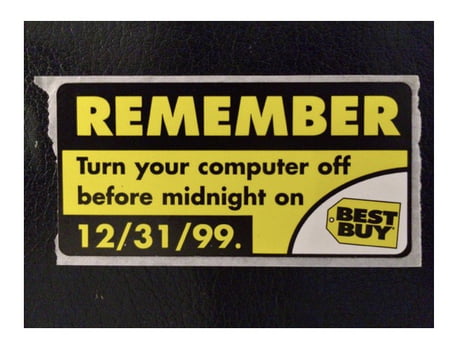 REMEMBER
Turn your computer off
before midnight on
12/31/99.
BEST
BUY